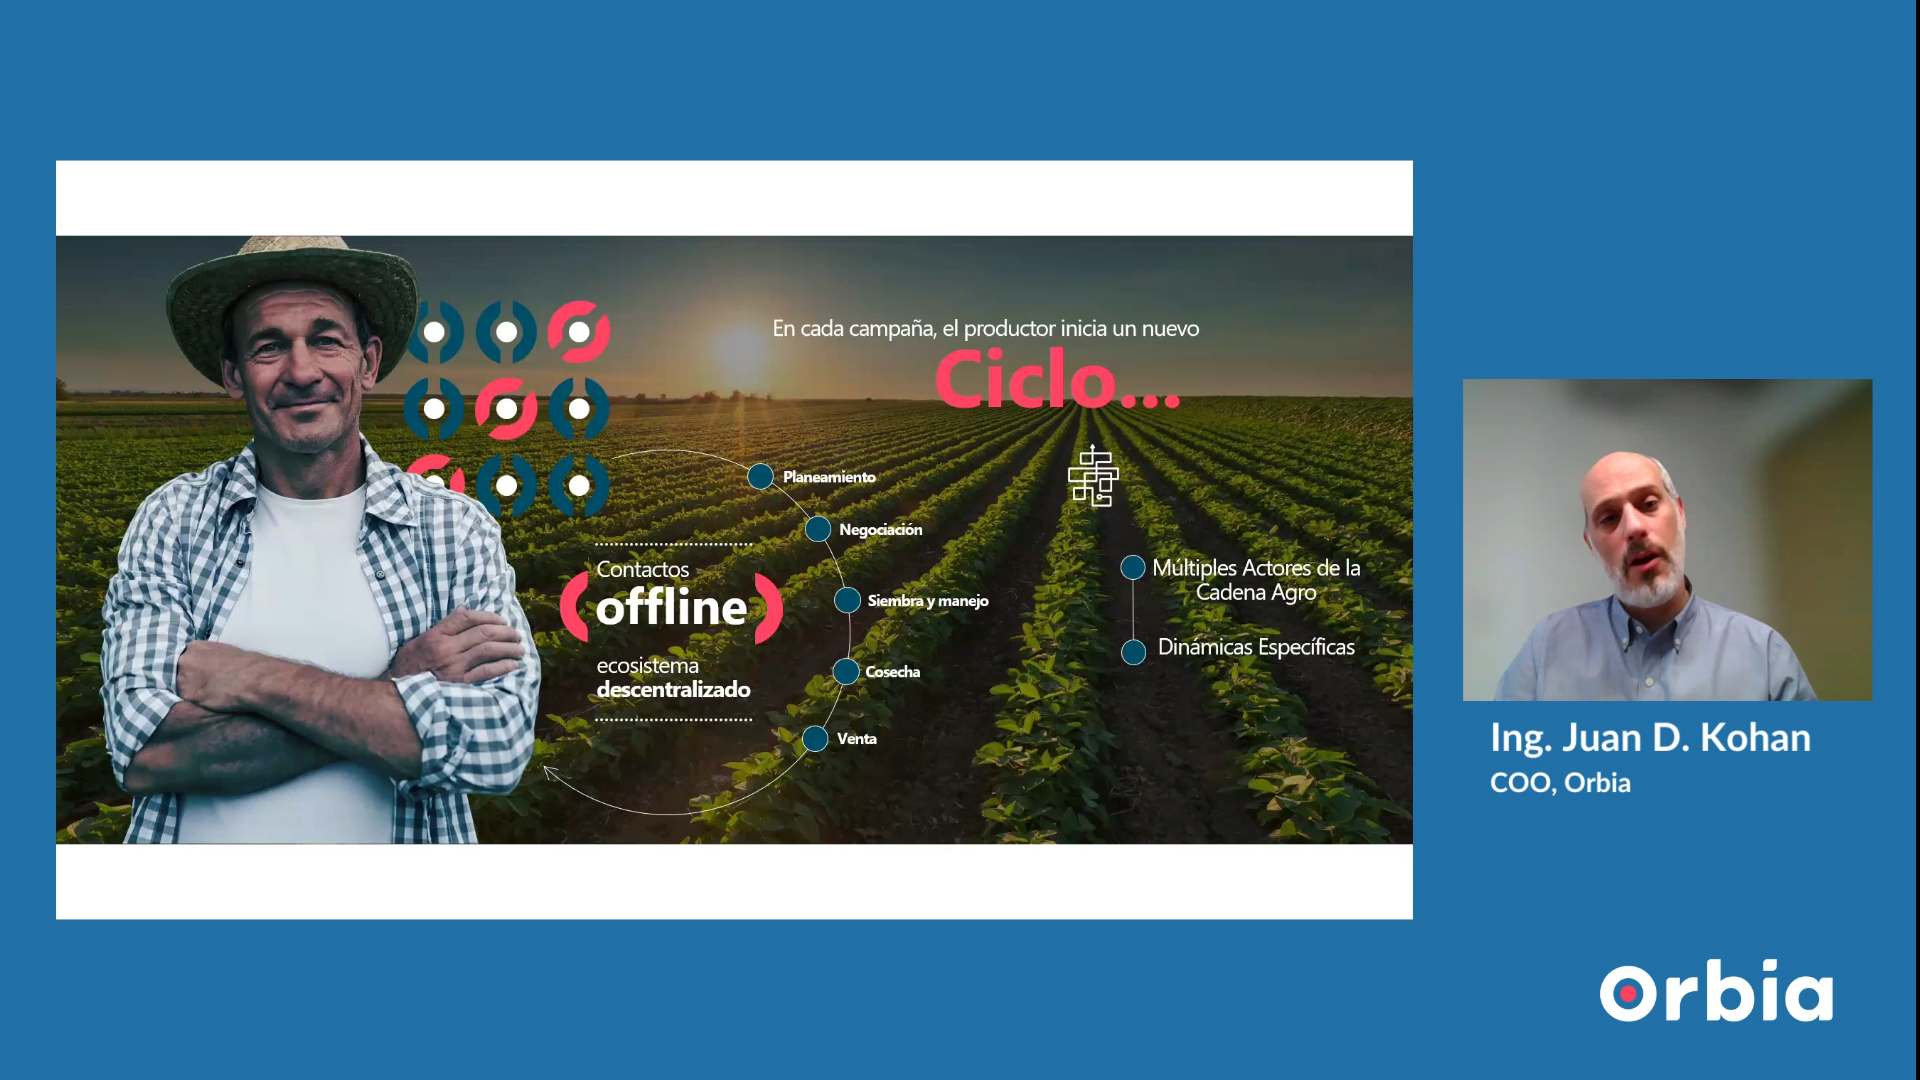 En cada campaña, el productor inicia un nuevo
Ciclo...
Planeamiento
Negociación
Siembra y manejo
Cosecha
Venta
Contactos
offline
ecosistema
descentralizado
Múltiples Actores de la
Cadena Agro
Dinámicas Específicas
Ing. Juan D. Kohan
COO, Orbia
Orbia